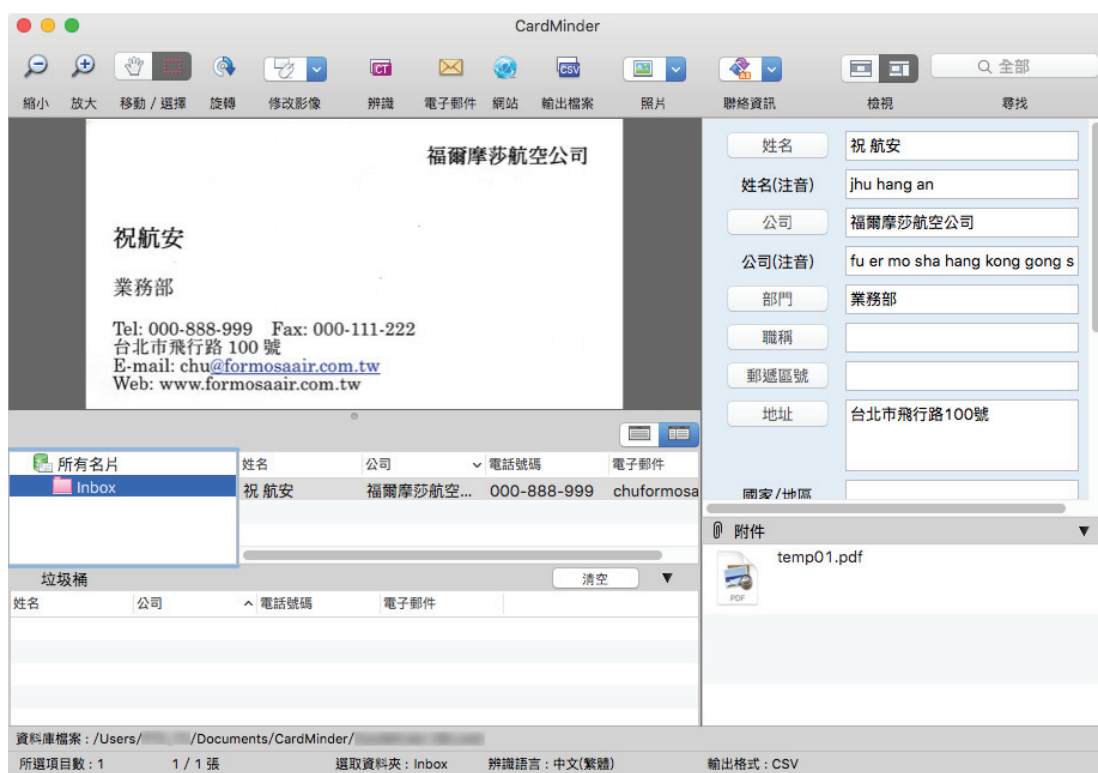 CardMinder
縮小 放大 移動 / 選擇 旋轉 修改影像 辨識 電子郵件 網站 輸出檔案 照片 聯絡資訊 檢視 尋找
CT CSV 全部
福爾摩莎航空公司
祝航安
業務部
Tel: 000-888-999 Fax: 000-111-222
台北市飛行路 100 號
E-mail: chu@formosaair.com.tw
Web: www.formosaair.com.tw
姓名 祝 航安
姓名(注音) jhu hang an
公司 福爾摩莎航空公司
公司(注音) fu er mo sha hang kong gong s
部門 業務部
職稱
郵遞區號
地址 台北市飛行路100號
國家/地區
所有名片
Inbox
姓名 公司 電話號碼 電子郵件
祝 航安 福爾摩莎航空... 000-888-999 chuformosa
附件
temp01.pdf
PDF
垃圾桶 清空
姓名 公司 電話號碼 電子郵件
資料庫檔案 : /Users/ /Documents/CardMinder/
所選項目數 : 1 1 / 1 張 選取資料夾 : Inbox 辨識語言 : 中文(繁體) 輸出格式 : CSV